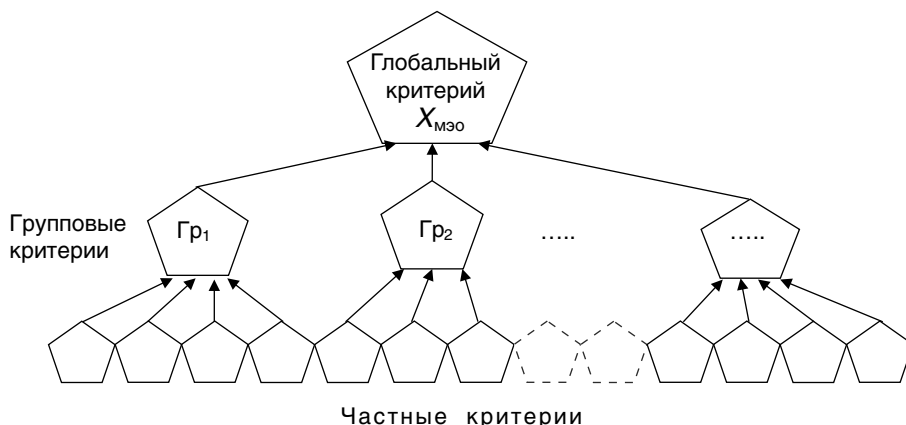 Глобальный
критерий
Xмэо
Групповые
критерии
Гр1
Гр2
.....
.....
Частные критерии